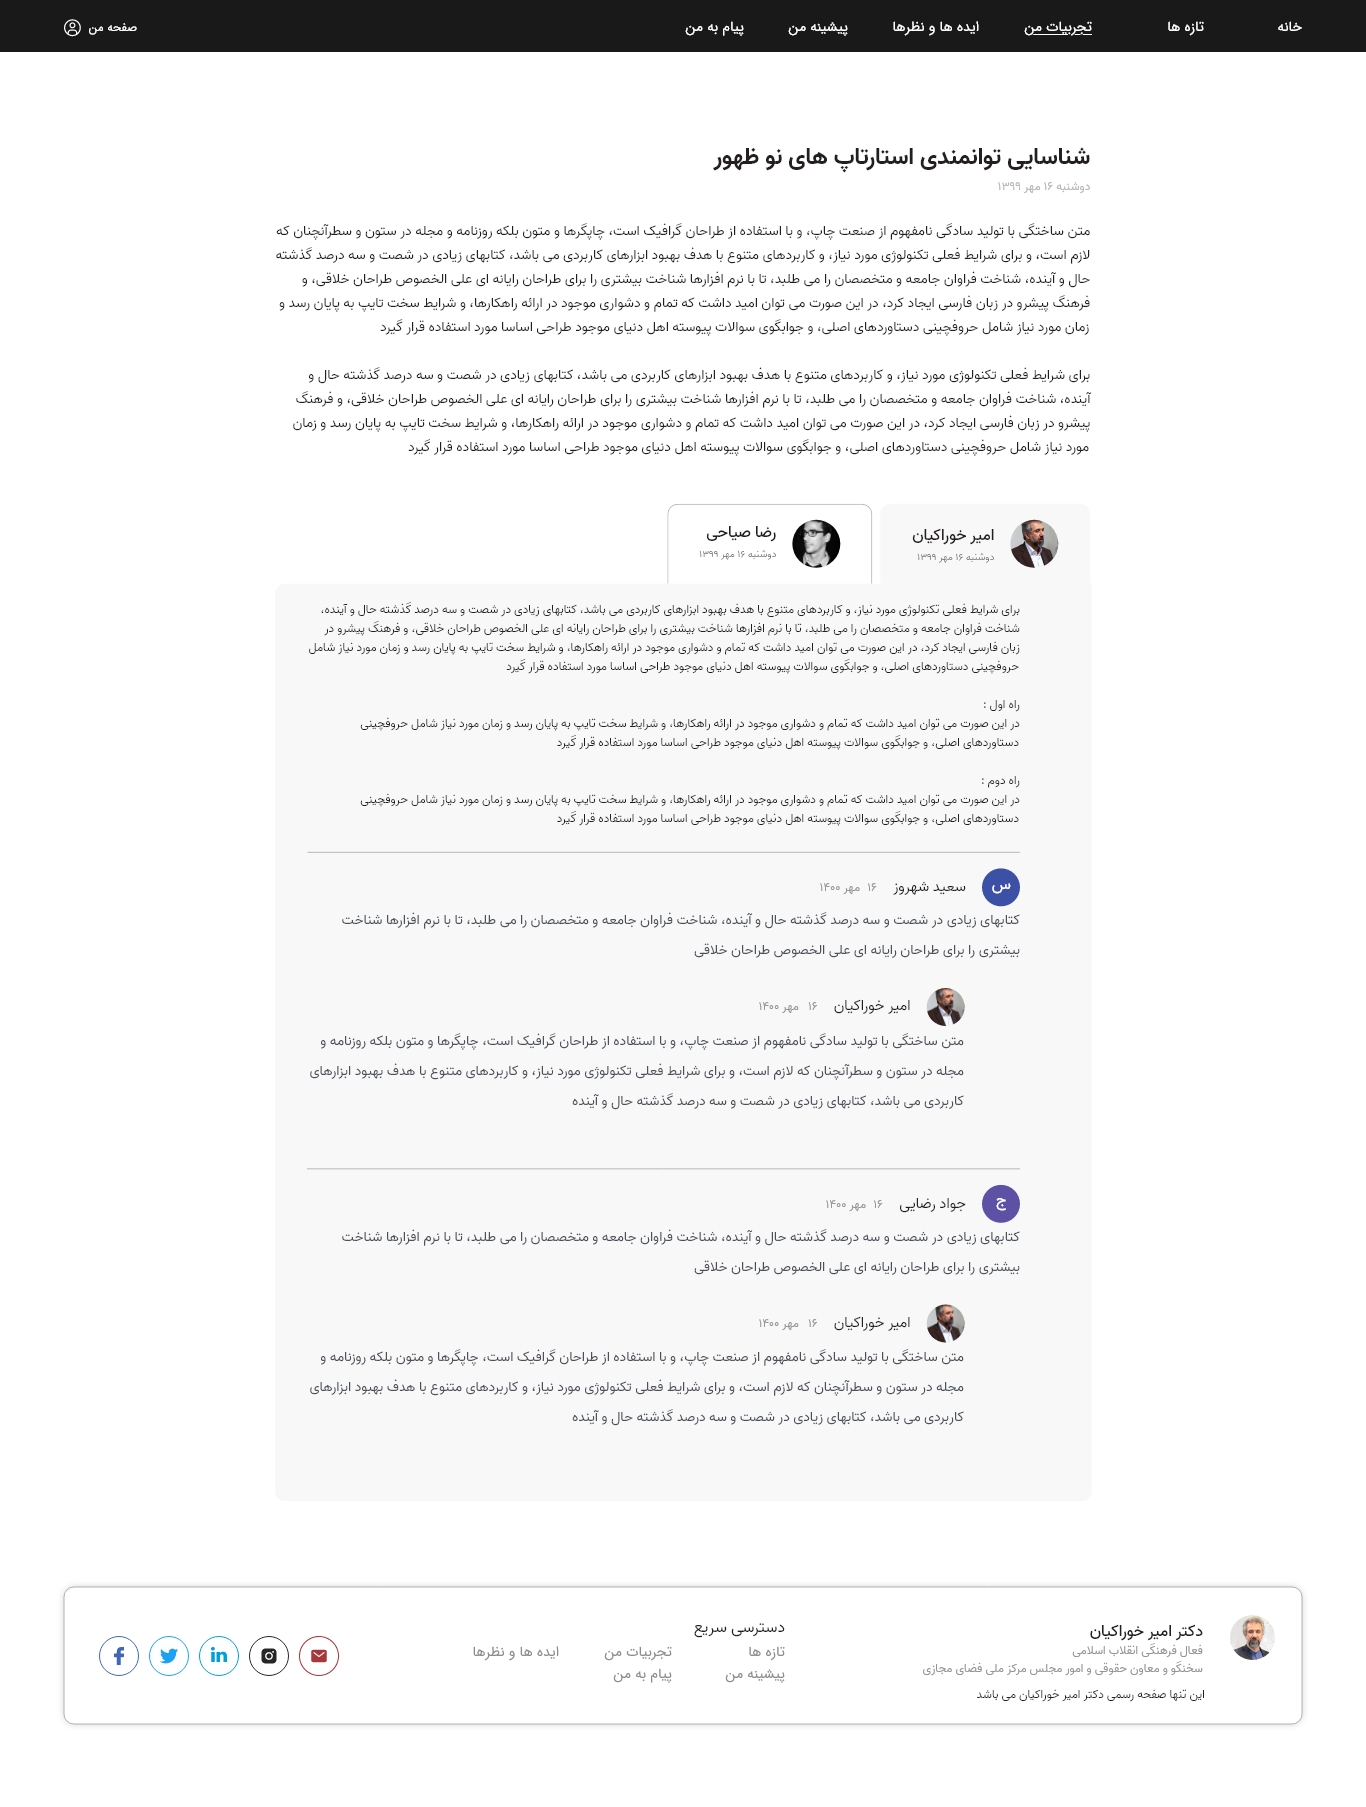 خانه
تازه ها
تجربیات من
ایده ها و نظرها
پیشینه من
پیام به من
صفحه من
شناسایی توانمندی استارتاپ های نو ظهور
دوشنبه ۱۶ مهر ۱۳۹۹
متن ساختگی با تولید سادگی نامفهوم از صنعت چاپ، و با استفاده از طراحان گرافیک است، چاپگرها و متون بلکه روزنامه و مجله در ستون و سطرآنچنان که
لازم است، و برای شرایط فعلی تکنولوژی مورد نیاز، و کاربردهای متنوع با هدف بهبود ابزارهای کاربردی می باشد، کتابهای زیادی در شصت و سه درصد گذشته
حال و آینده، شناخت فراوان جامعه و متخصصان را می طلبد، تا با نرم افزارها شناخت بیشتری را برای طراحان رایانه ای علی الخصوص طراحان خلاقی، و
فرهنگ پیشرو در زبان فارسی ایجاد کرد، در این صورت می توان امید داشت که تمام و دشواری موجود در ارائه راهکارها، و شرایط سخت تایپ به پایان رسد و
زمان مورد نیاز شامل حروفچینی دستاوردهای اصلی، و جوابگوی سوالات پیوسته اهل دنیای موجود طراحی اساسا مورد استفاده قرار گیرد
برای شرایط فعلی تکنولوژی مورد نیاز، و کاربردهای متنوع با هدف بهبود ابزارهای کاربردی می باشد، کتابهای زیادی در شصت و سه درصد گذشته حال و
آینده، شناخت فراوان جامعه و متخصصان را می طلبد، تا با نرم افزارها شناخت بیشتری را برای طراحان رایانه ای علی الخصوص طراحان خلاقی، و فرهنگ
پیشرو در زبان فارسی ایجاد کرد، در این صورت می توان امید داشت که تمام و دشواری موجود در ارائه راهکارها، و شرایط سخت تایپ به پایان رسد و زمان
مورد نیاز شامل حروفچینی دستاوردهای اصلی، و جوابگوی سوالات پیوسته اهل دنیای موجود طراحی اساسا مورد استفاده قرار گیرد
امیر خوراکیان
دوشنبه ۱۶ مهر ۱۳۹۹
رضا صیاحی
دوشنبه ۱۶ مهر ۱۳۹۹
برای شرایط فعلی تکنولوژی مورد نیاز، و کاربردهای متنوع با هدف بهبود ابزارهای کاربردی می باشد، کتابهای زیادی در شصت و سه درصد گذشته حال و آینده،
شناخت فراوان جامعه و متخصصان را می طلبد، تا با نرم افزارها شناخت بیشتری را برای طراحان رایانه ای علی الخصوص طراحان خلاقی، و فرهنگ پیشرو در
زبان فارسی ایجاد کرد، در این صورت می توان امید داشت که تمام و دشواری موجود در ارائه راهکارها، و شرایط سخت تایپ به پایان رسد و زمان مورد نیاز شامل
حروفچینی دستاوردهای اصلی، و جوابگوی سوالات پیوسته اهل دنیای موجود طراحی اساسا مورد استفاده قرار گیرد
راه اول :
در این صورت می توان امید داشت که تمام و دشواری موجود در ارائه راهکارها، و شرایط سخت تایپ به پایان رسد و زمان مورد نیاز شامل حروفچینی
دستاوردهای اصلی، و جوابگوی سوالات پیوسته اهل دنیای موجود طراحی اساسا مورد استفاده قرار گیرد
راه دوم :
در این صورت می توان امید داشت که تمام و دشواری موجود در ارائه راهکارها، و شرایط سخت تایپ به پایان رسد و زمان مورد نیاز شامل حروفچینی
دستاوردهای اصلی، و جوابگوی سوالات پیوسته اهل دنیای موجود طراحی اساسا مورد استفاده قرار گیرد
س
سعید شهروز ۱۶ مهر ۱۴۰۰
کتابهای زیادی در شصت و سه درصد گذشته حال و آینده، شناخت فراوان جامعه و متخصصان را می طلبد، تا با نرم افزارها شناخت
بیشتری را برای طراحان رایانه ای علی الخصوص طراحان خلاقی
امیر خوراکیان ۱۶ مهر ۱۴۰۰
متن ساختگی با تولید سادگی نامفهوم از صنعت چاپ، و با استفاده از طراحان گرافیک است، چاپگرها و متون بلکه روزنامه و
مجله در ستون و سطرآنچنان که لازم است، و برای شرایط فعلی تکنولوژی مورد نیاز، و کاربردهای متنوع با هدف بهبود ابزارهای
کاربردی می باشد، کتابهای زیادی در شصت و سه درصد گذشته حال و آینده
ج
جواد رضایی ۱۶ مهر ۱۴۰۰
کتابهای زیادی در شصت و سه درصد گذشته حال و آینده، شناخت فراوان جامعه و متخصصان را می طلبد، تا با نرم افزارها شناخت
بیشتری را برای طراحان رایانه ای علی الخصوص طراحان خلاقی
امیر خوراکیان ۱۶ مهر ۱۴۰۰
متن ساختگی با تولید سادگی نامفهوم از صنعت چاپ، و با استفاده از طراحان گرافیک است، چاپگرها و متون بلکه روزنامه و
مجله در ستون و سطرآنچنان که لازم است، و برای شرایط فعلی تکنولوژی مورد نیاز، و کاربردهای متنوع با هدف بهبود ابزارهای
کاربردی می باشد، کتابهای زیادی در شصت و سه درصد گذشته حال و آینده
دکتر امیر خوراکیان
فعال فرهنگی انقلاب اسلامی
سخنگو و معاون حقوقی و امور مجلس مرکز ملی فضای مجازی
این تنها صفحه رسمی دکتر امیر خوراکیان می باشد
دسترسی سریع
تازه ها
تجربیات من
ایده ها و نظرها
پیشینه من
پیام به من